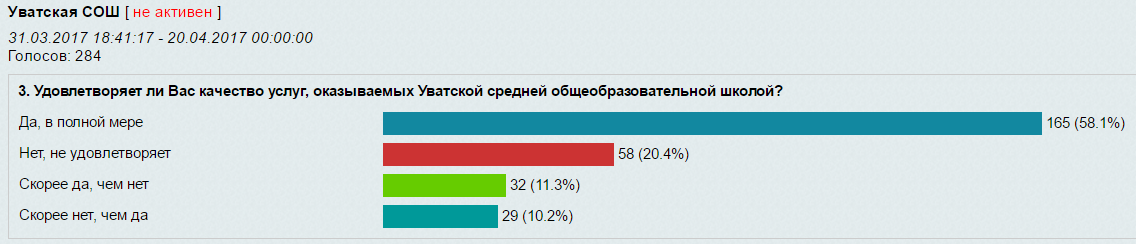 Уватская СОШ [ не активен ]
31.03.2017 18:41:17 - 20.04.2017 00:00:00
Голосов: 284
3. Удовлетворяет ли Вас качество услуг, оказываемых Уватской средней общеобразовательной школой?
Да, в полной мере 165 (58.1%)
Нет, не удовлетворяет 58 (20.4%)
Скорее да, чем нет 32 (11.3%)
Скорее нет, чем да 29 (10.2%)